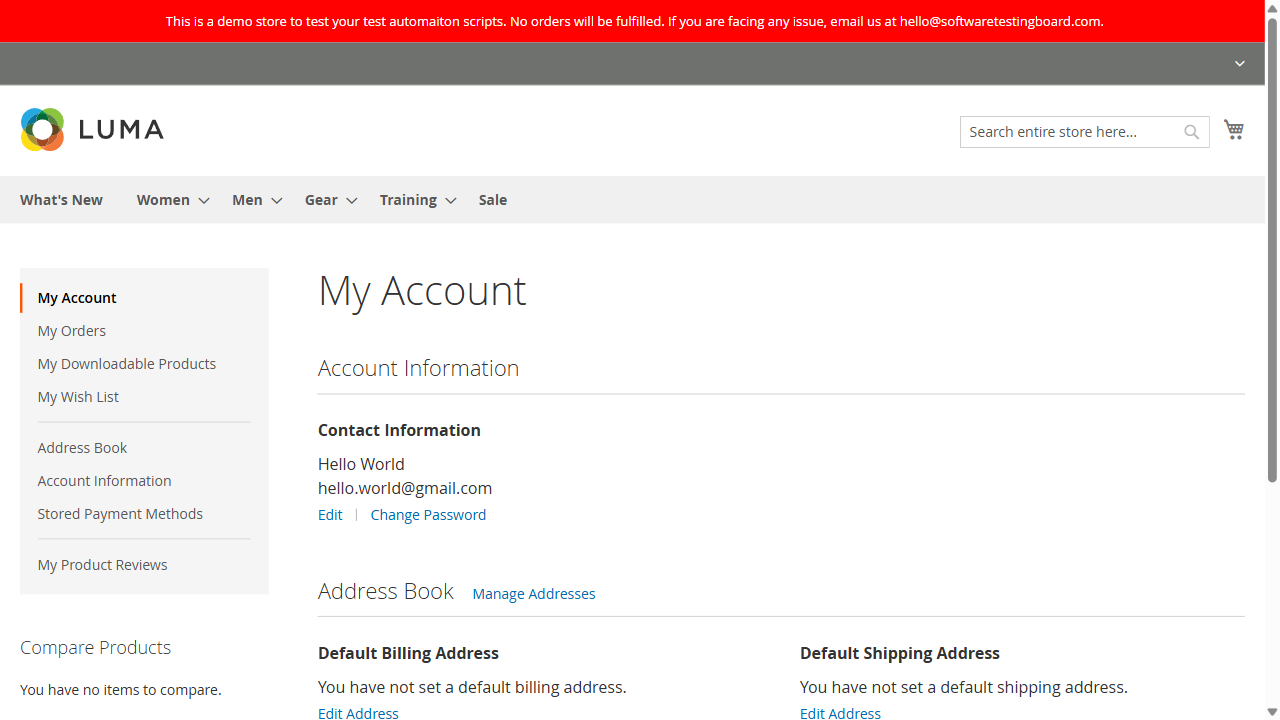 This is a demo store to test your test automaiton scripts. No orders will be fulfilled. If you are facing any issue, email us at hello@softwaretestingboard.com.
LUMA
Search entire store here...
What's New
Women
Men
Gear
Training
Sale
My Account
My Orders
My Downloadable Products
My Wish List
Address Book
Account Information
Stored Payment Methods
My Product Reviews
Compare Products
You have no items to compare.
My Account
Account Information
Contact Information
Hello World
hello.world@gmail.com
Edit | Change Password
Address Book Manage Addresses
Default Billing Address
You have not set a default billing address.
Edit Address
Default Shipping Address
You have not set a default shipping address.
Edit Address